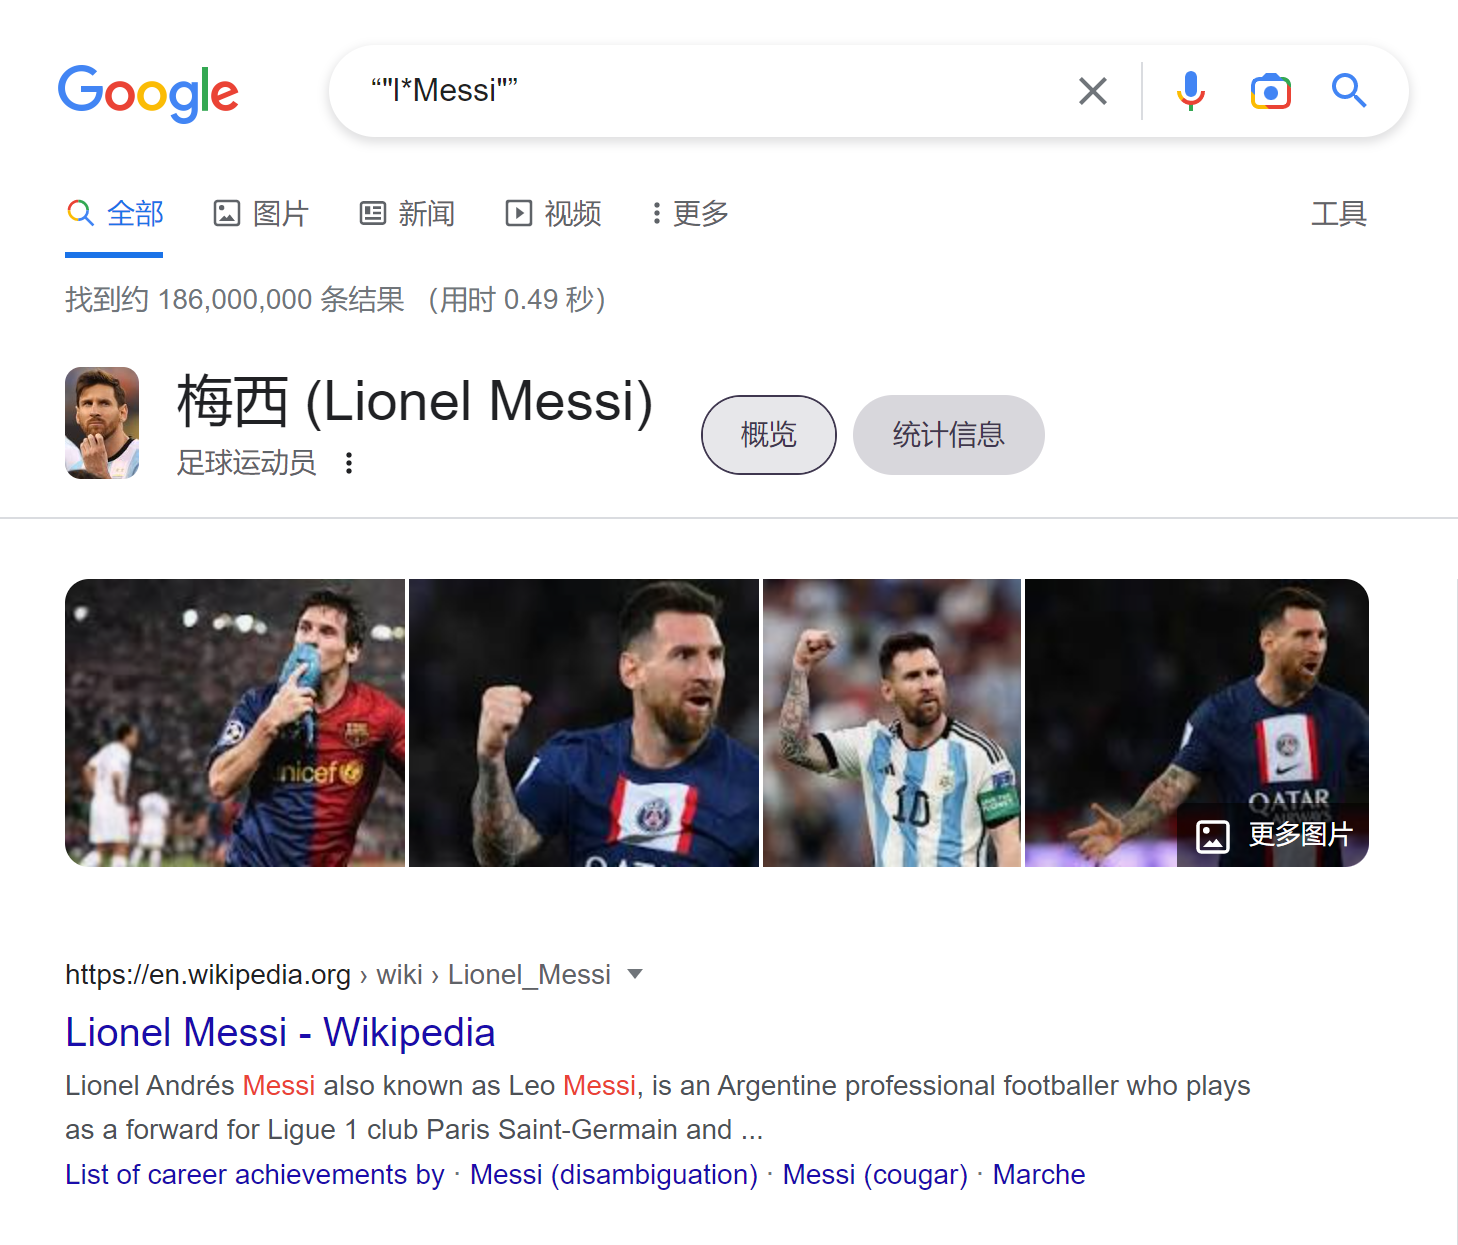 Google
“"l*Messi"”
全部 图片 新闻 视频 更多 工具
找到约 186,000,000 条结果 （用时 0.49 秒）
梅西 (Lionel Messi)
足球运动员
概览 统计信息
unicef
10
QATAR
更多图片
https://en.wikipedia.org › wiki › Lionel_Messi
Lionel Messi - Wikipedia
Lionel Andrés Messi also known as Leo Messi, is an Argentine professional footballer who plays
as a forward for Ligue 1 club Paris Saint-Germain and ...
List of career achievements by · Messi (disambiguation) · Messi (cougar) · Marche